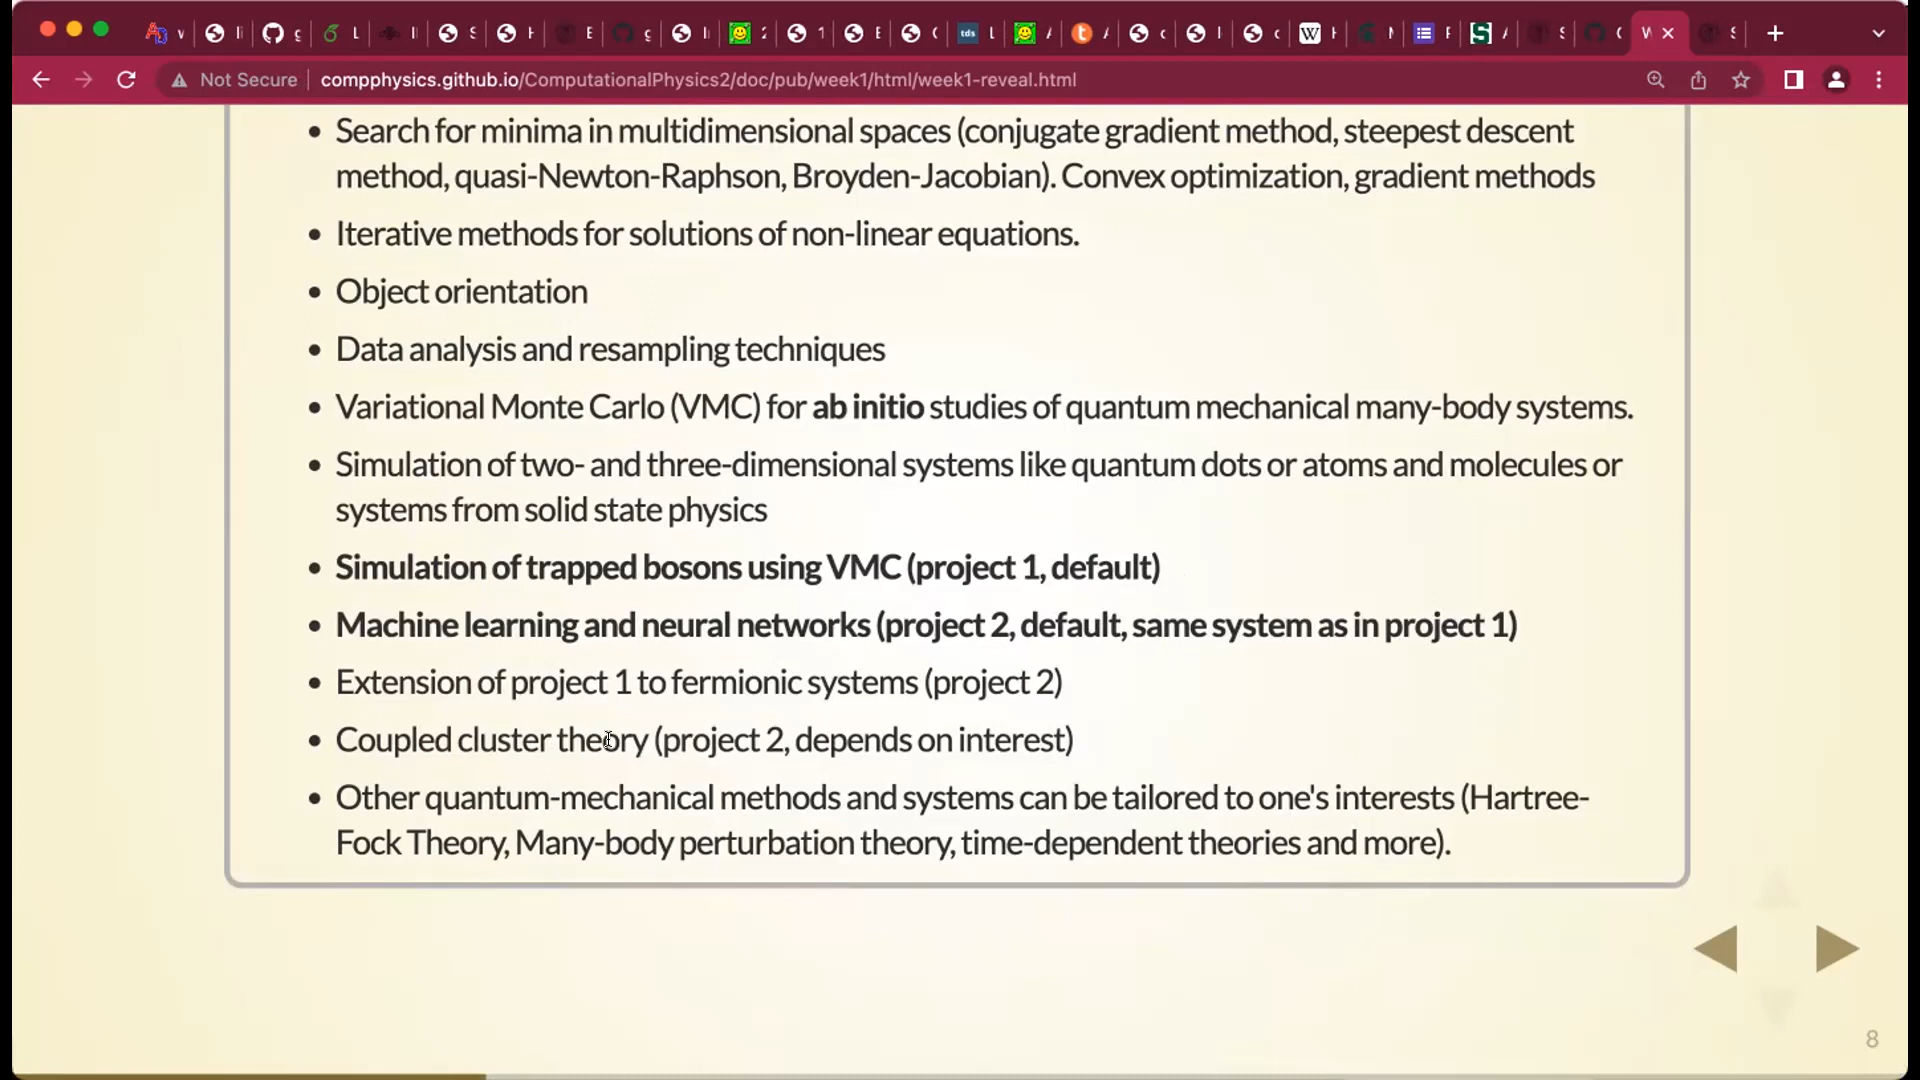 Not Secure compphysics.github.io/ComputationalPhysics2/doc/pub/week1/html/week1-reveal.html
• Search for minima in multidimensional spaces (conjugate gradient method, steepest descent
method, quasi-Newton-Raphson, Broyden-Jacobian). Convex optimization, gradient methods
• Iterative methods for solutions of non-linear equations.
• Object orientation
• Data analysis and resampling techniques
• Variational Monte Carlo (VMC) for ab initio studies of quantum mechanical many-body systems.
• Simulation of two- and three-dimensional systems like quantum dots or atoms and molecules or
systems from solid state physics
• Simulation of trapped bosons using VMC (project 1, default)
• Machine learning and neural networks (project 2, default, same system as in project 1)
• Extension of project 1 to fermionic systems (project 2)
• Coupled cluster theory (project 2, depends on interest)
• Other quantum-mechanical methods and systems can be tailored to one's interests (Hartree-
Fock Theory, Many-body perturbation theory, time-dependent theories and more).
8